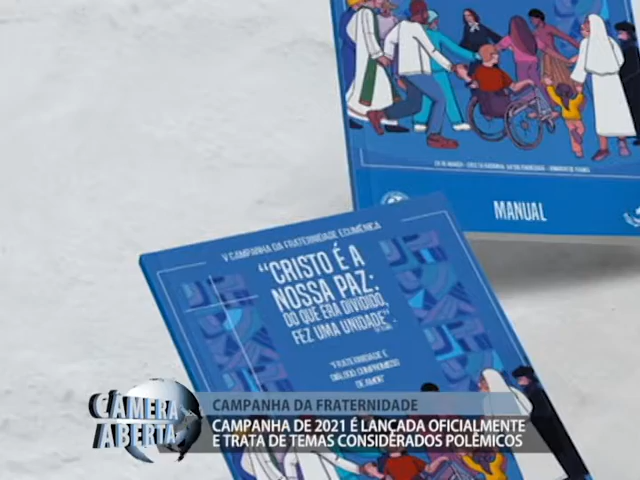 MANUAL
V CAMPANHA DA FRATERNIDADE ECUMÊNICA
"CRISTO É A
NOSSA PAZ:
DO QUE ERA DIVIDIDO,
FEZ UMA UNIDADE"
"FRATERNIDADE E
DIÁLOGO: COMPROMISSO
DE AMOR"
CÂMERA
ABERTA
CAMPANHA DA FRATERNIDADE
CAMPANHA DE 2021 É LANÇADA OFICIALMENTE
E TRATA DE TEMAS CONSIDERADOS POLÊMICOS